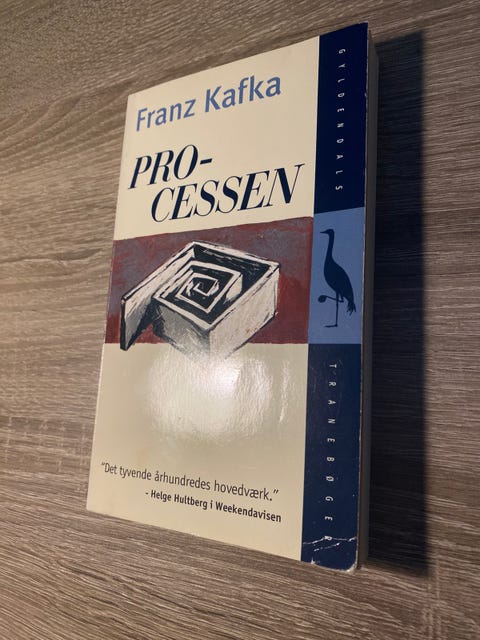 Franz Kafka
PRO-
CESSEN
"Det tyvende århundredes hovedværk."
- Helge Hultberg i Weekendavisen
GYLDENDALS
TRANEBØGER